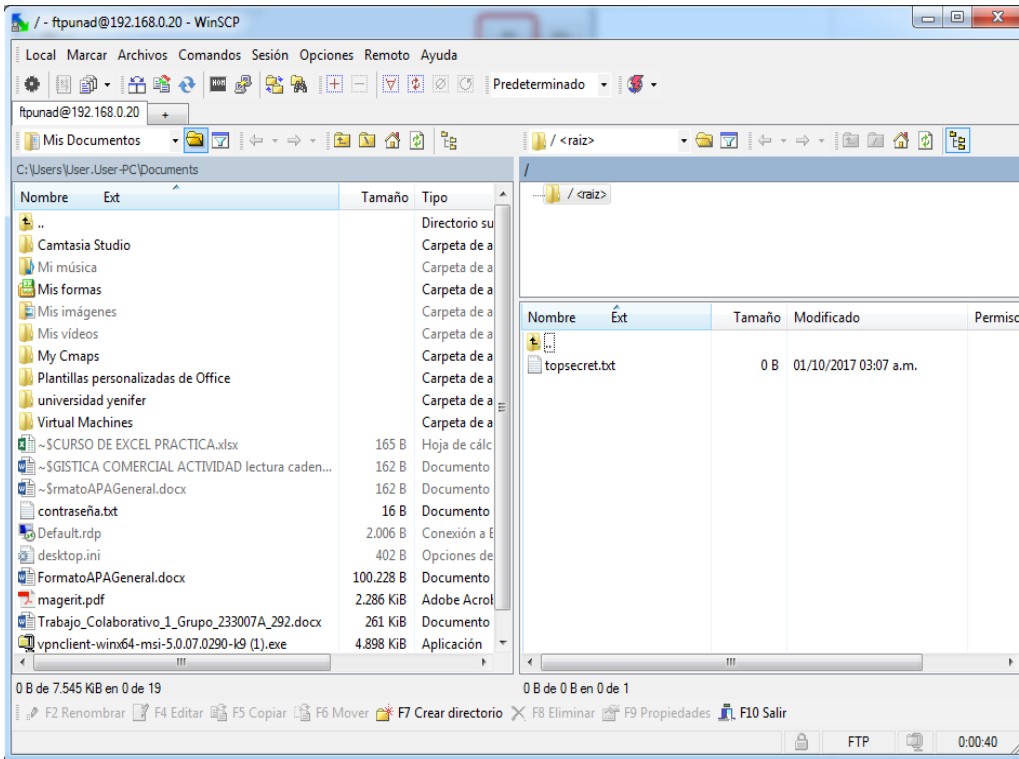 / - ftpunad@192.168.0.20 - WinSCP
Local Marcar Archivos Comandos Sesión Opciones Remoto Ayuda
Predeterminado
ftpunad@192.168.0.20 +
Mis Documentos
/ <raiz>
C:\Users\User.User-PC\Documents
/
Nombre Ext Tamaño Tipo
.. Directorio su
Camtasia Studio Carpeta de a
Mi música Carpeta de a
Mis formas Carpeta de a
Mis imágenes Carpeta de a
Mis vídeos Carpeta de a
My Cmaps Carpeta de a
Plantillas personalizadas de Office Carpeta de a
universidad yenifer Carpeta de a
Virtual Machines Carpeta de a
~$CURSO DE EXCEL PRACTICA.xlsx 165 B Hoja de cálc
~$GISTICA COMERCIAL ACTIVIDAD lectura caden... 162 B Documento
~$rmatoAPAGeneral.docx 162 B Documento
contraseña.txt 16 B Documento
Default.rdp 2.006 B Conexión a E
desktop.ini 402 B Opciones de
FormatoAPAGeneral.docx 100.228 B Documento
magerit.pdf 2.286 KiB Adobe Acrol
Trabajo_Colaborativo_1_Grupo_233007A_292.docx 261 KiB Documento
vpnclient-winx64-msi-5.0.07.0290-k9 (1).exe 4.898 KiB Aplicación
0 B de 7.545 KiB en 0 de 19
/ <raiz>
Nombre Ext Tamaño Modificado Permisc
..
topsecret.txt 0 B 01/10/2017 03:07 a.m.
0 B de 0 B en 0 de 1
F2 Renombrar F4 Editar F5 Copiar F6 Mover F7 Crear directorio F8 Eliminar F9 Propiedades F10 Salir
FTP 0:00:40